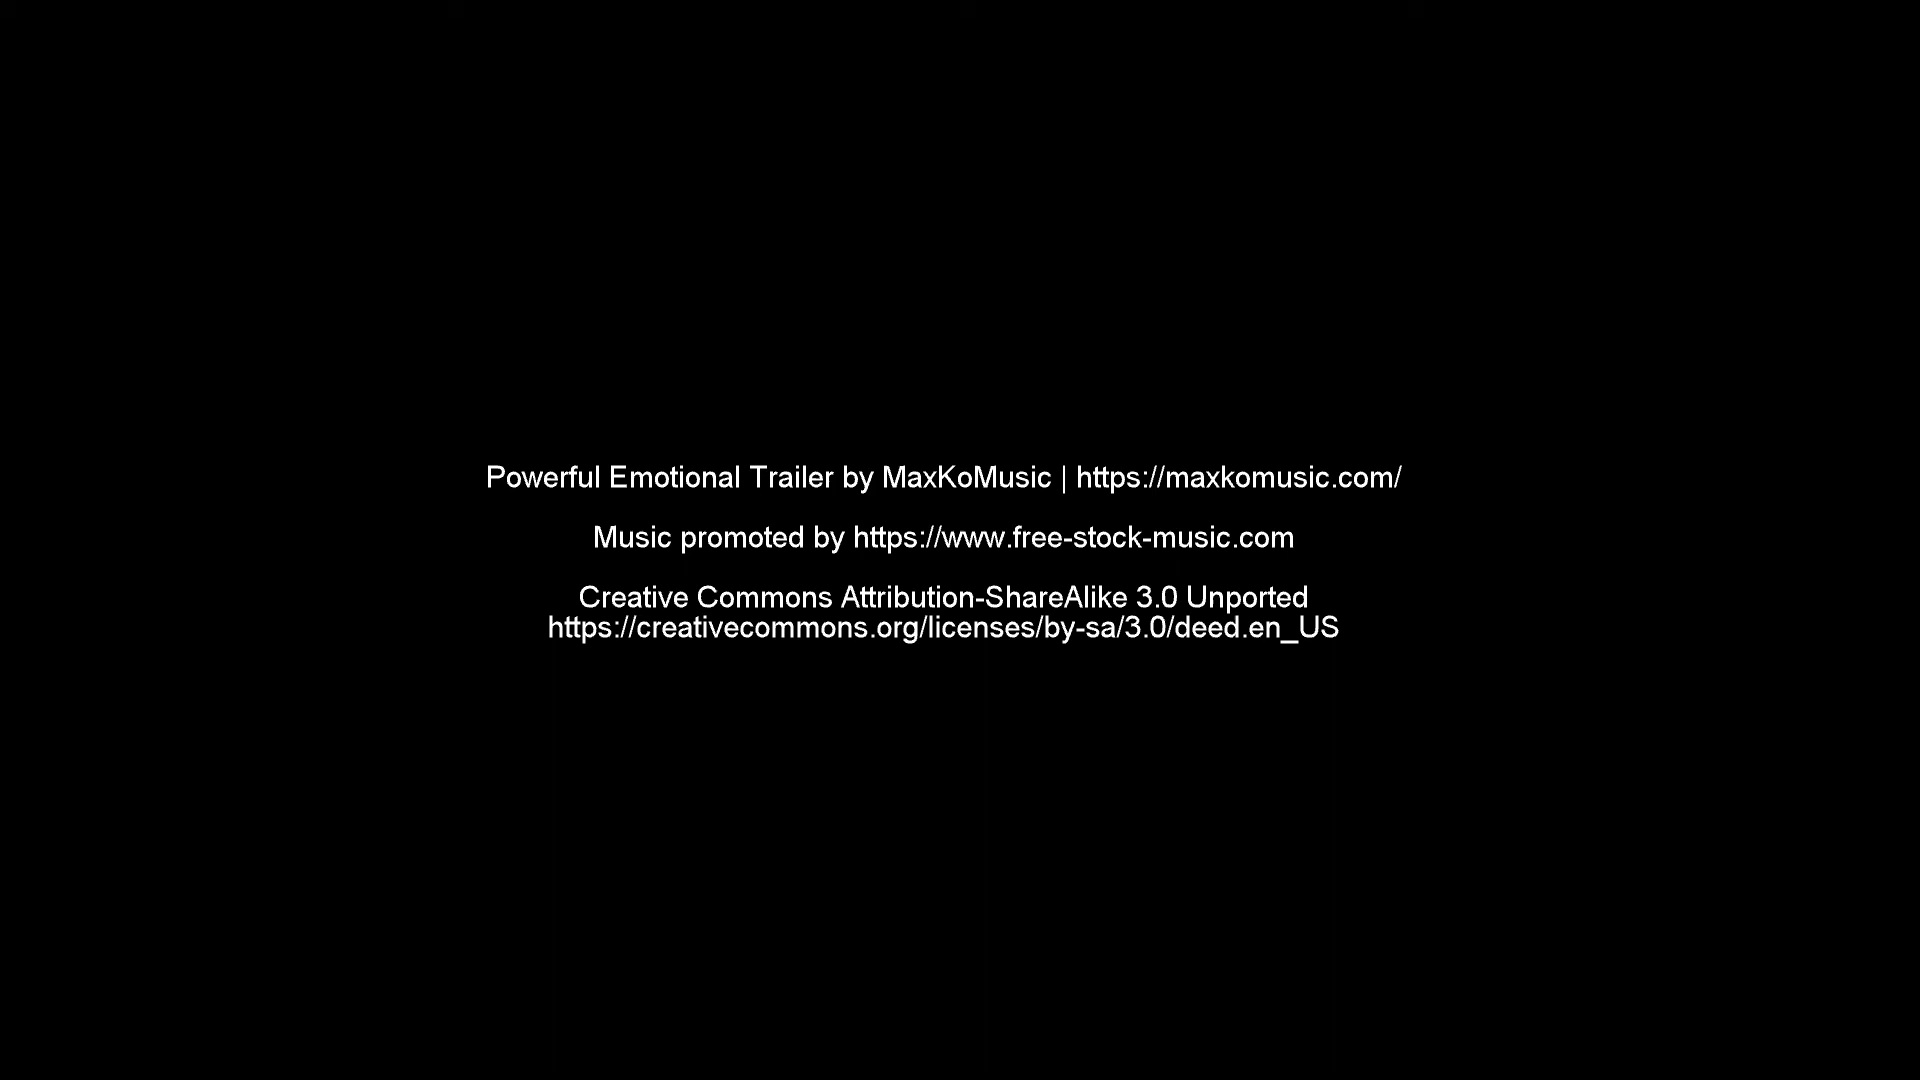 Powerful Emotional Trailer by MaxKoMusic | https://maxkomusic.com/
Music promoted by https://www.free-stock-music.com
Creative Commons Attribution-ShareAlike 3.0 Unported
https://creativecommons.org/licenses/by-sa/3.0/deed.en_US